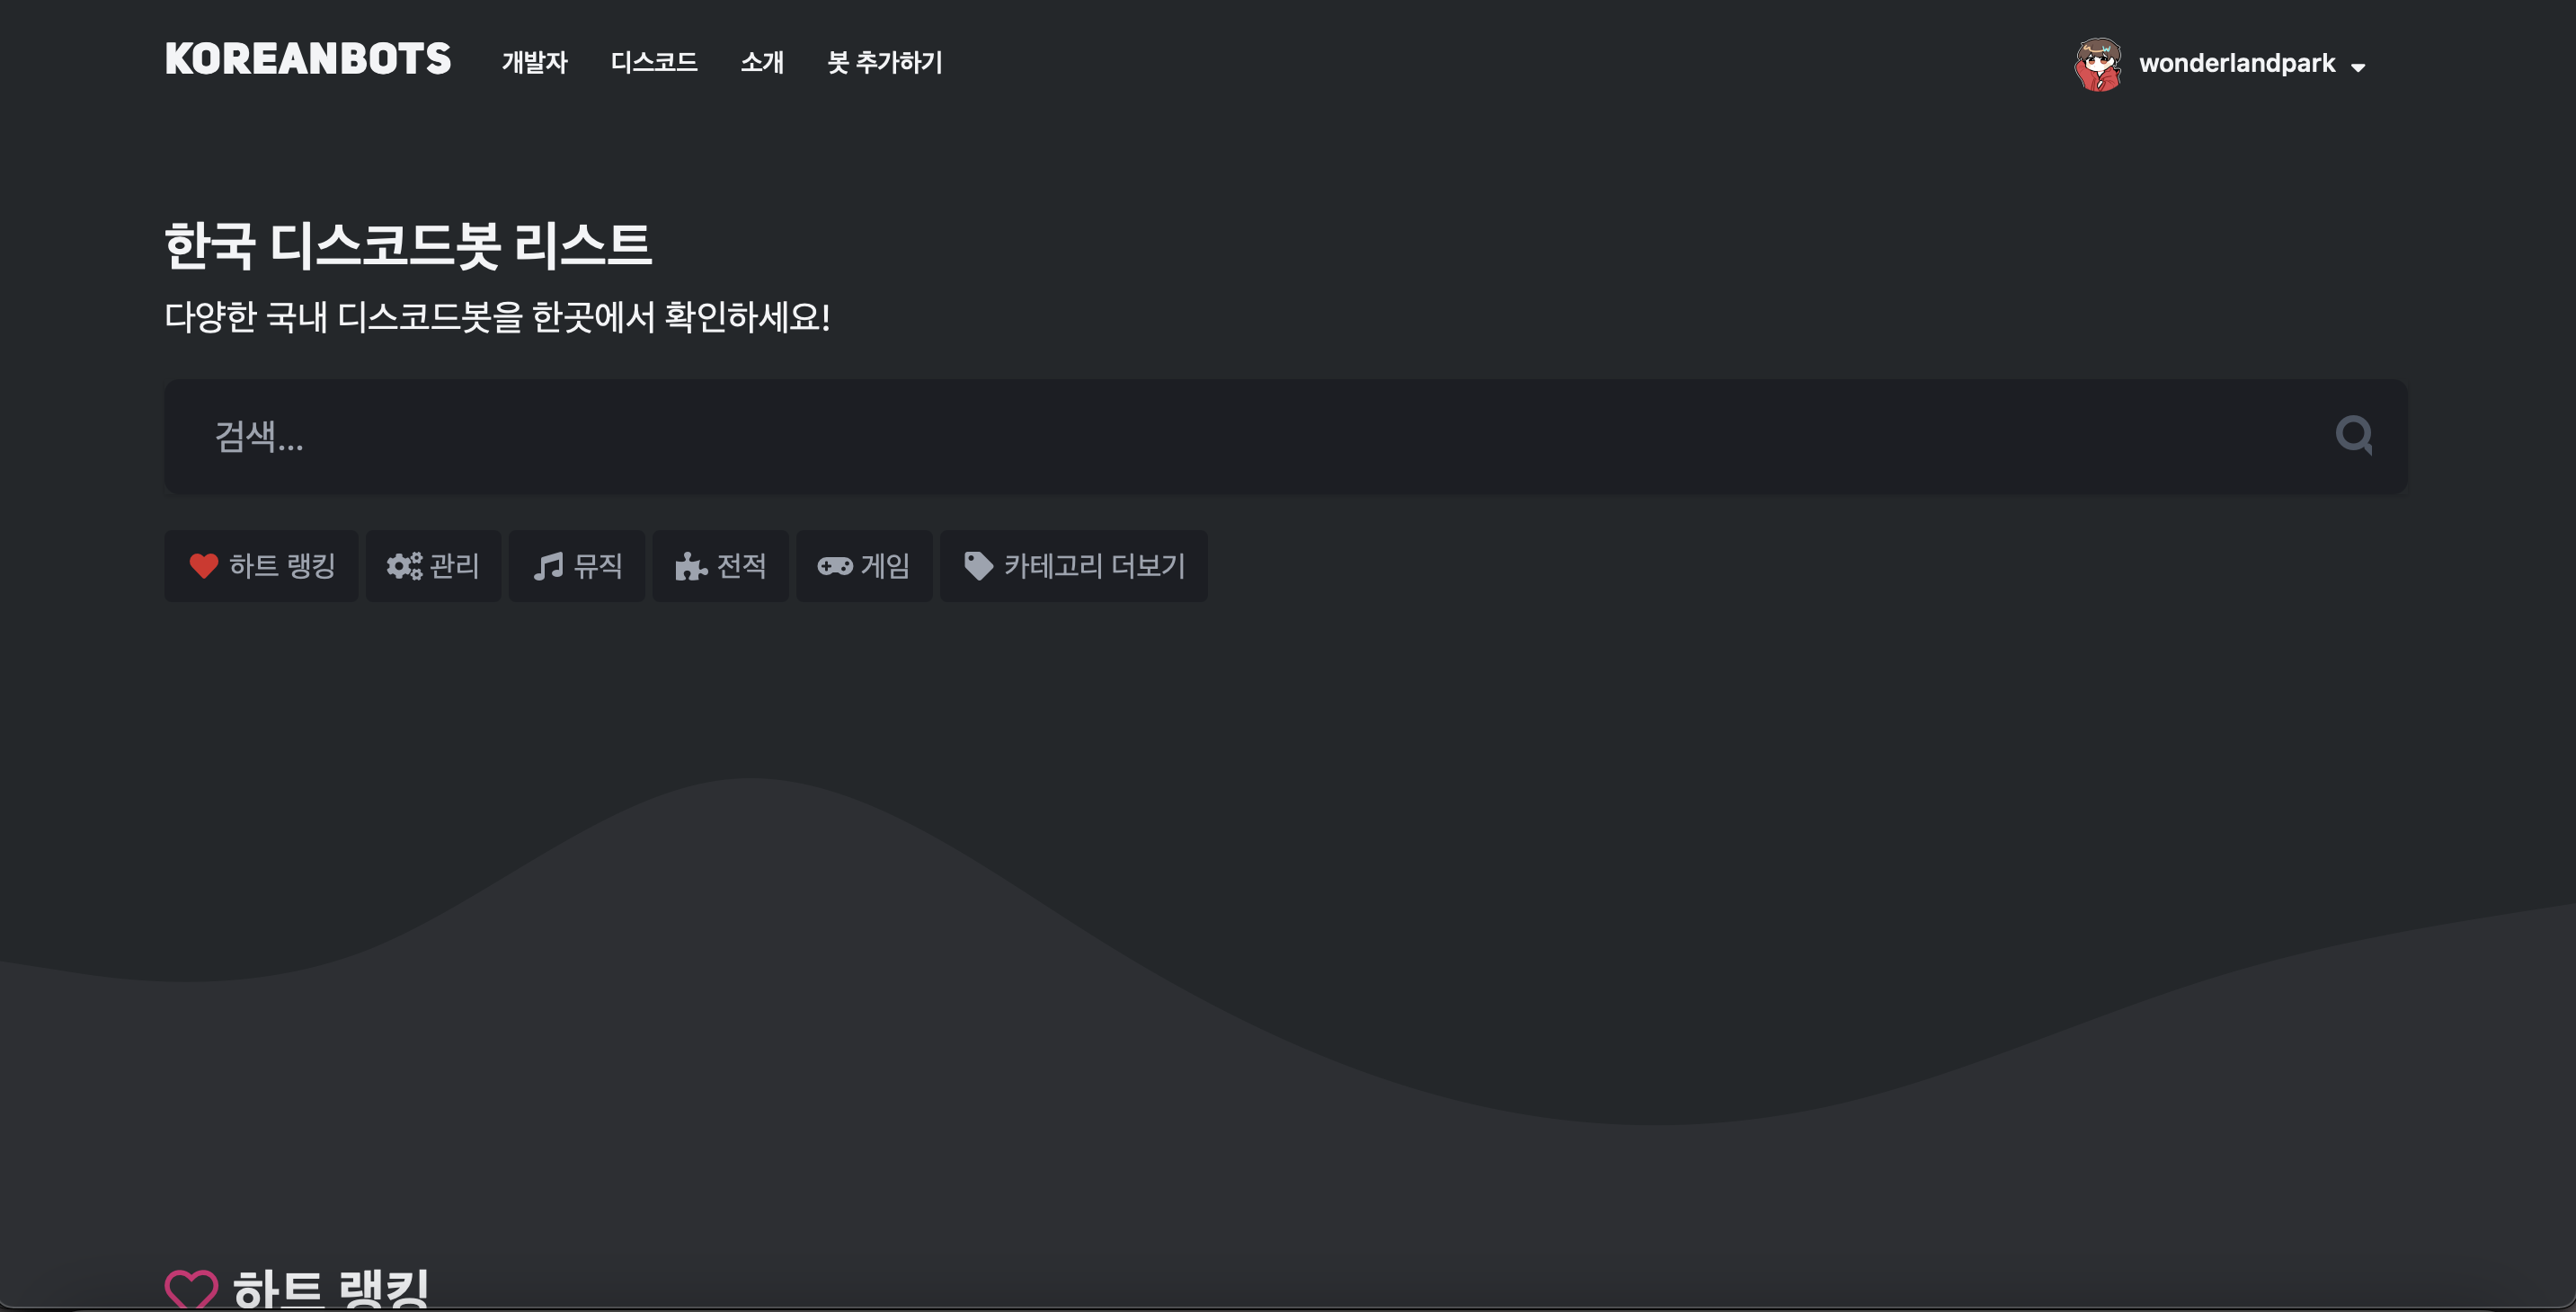 KOREANBOTS 개발자 디스코드 소개 봇 추가하기 wonderlandpark
한국 디스코드봇 리스트
다양한 국내 디스코드봇을 한곳에서 확인하세요!
검색...
하트 랭킹 관리 뮤직 전적 게임 카테고리 더보기
하트 랭킹